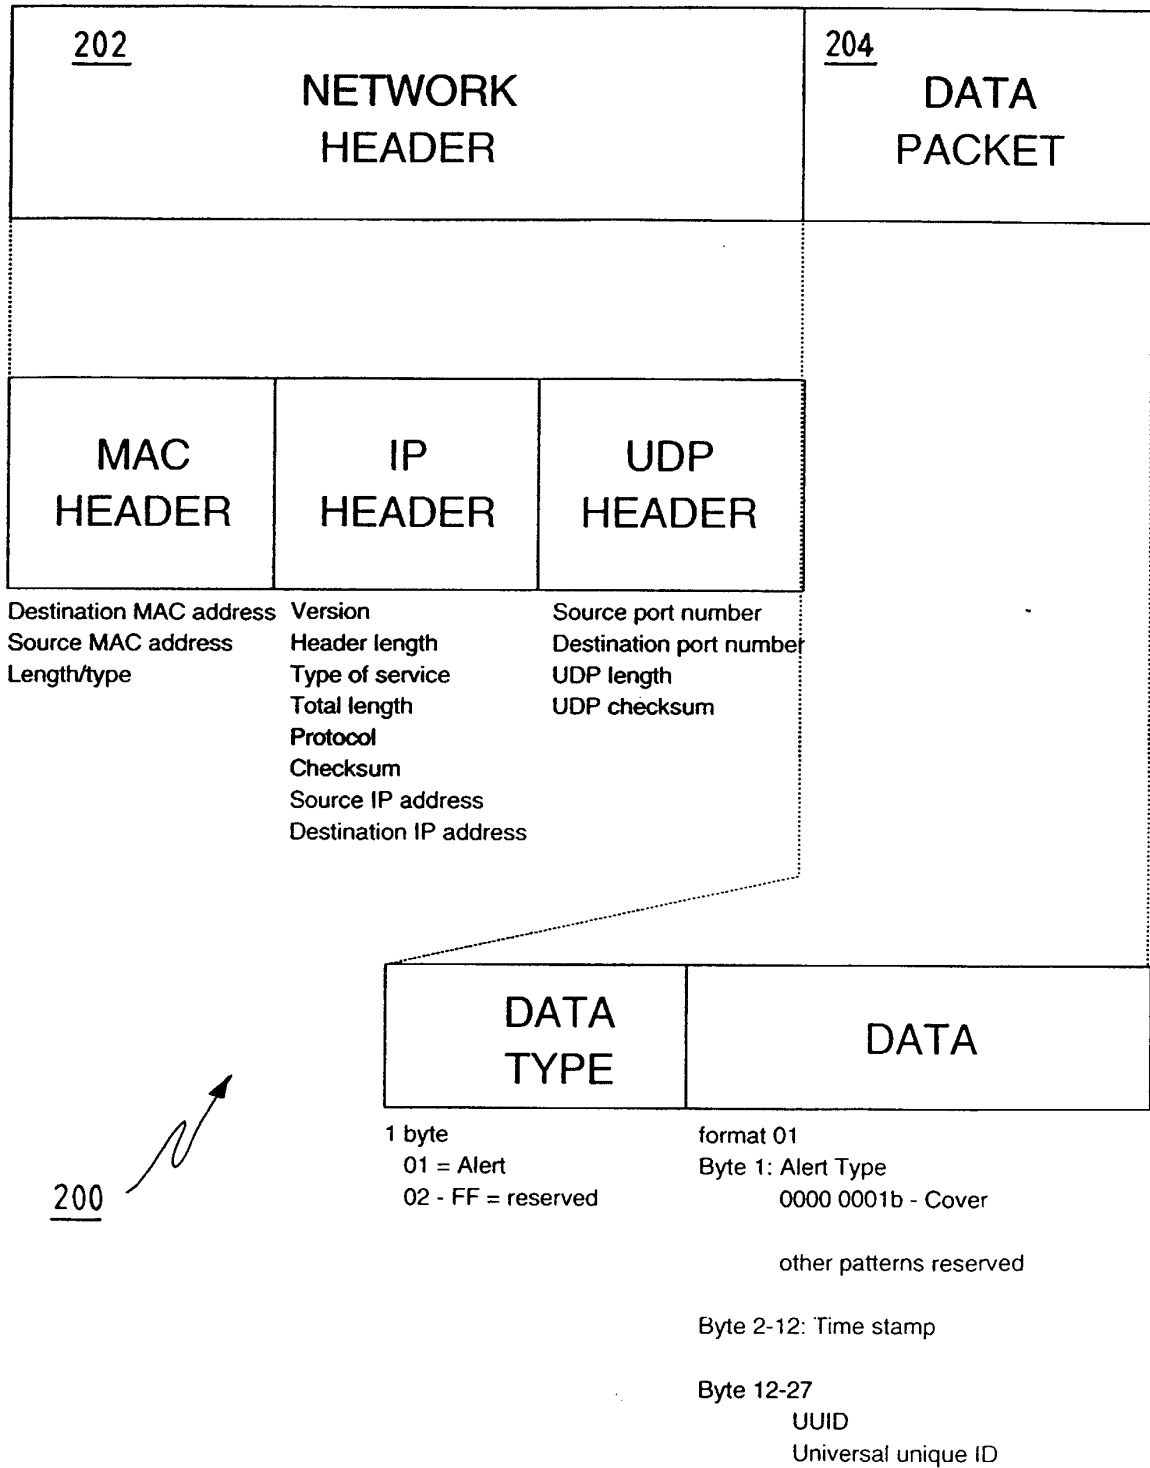 202
NETWORK
HEADER
204
DATA
PACKET
MAC
HEADER
IP
HEADER
UDP
HEADER
Destination MAC address
Source MAC address
Length/type
Version
Header length
Type of service
Total length
Protocol
Checksum
Source IP address
Destination IP address
Source port number
Destination port number
UDP length
UDP checksum
DATA
TYPE
DATA
1 byte
01 = Alert
02 - FF = reserved
format 01
Byte 1: Alert Type
0000 0001b - Cover
other patterns reserved
Byte 2-12: Time stamp
Byte 12-27
UUID
Universal unique ID
200